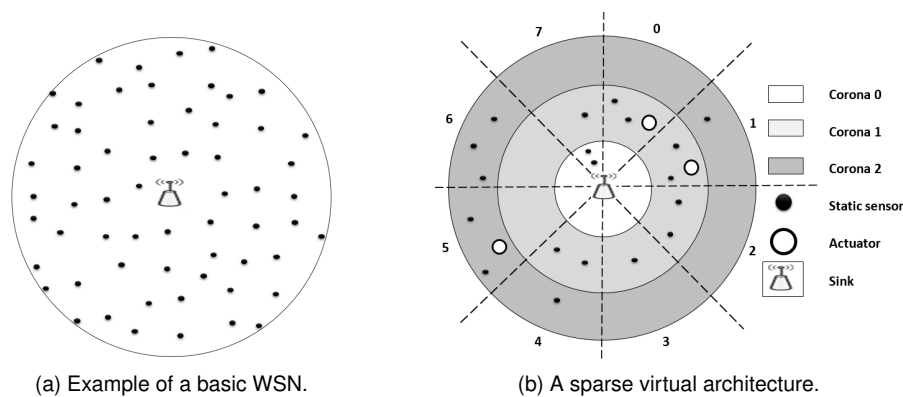 7
0
6
1
5
2
4
3
Corona 0
Corona 1
Corona 2
Static sensor
Actuator
Sink
(a) Example of a basic WSN.
(b) A sparse virtual architecture.